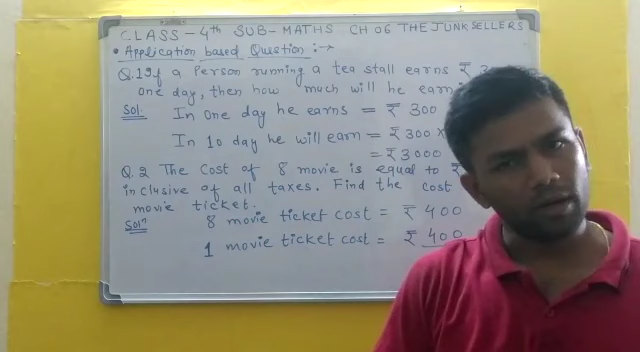 CLASS - 4th SUB- MATHS CH 06 THE JUNK SELLERS
• Application based Question :→
Q.1 If a Person running a tea stall earns ₹ 3
one day, then how much will he earn
Sol. In one day he earns = ₹ 300
In 10 day he will earn = ₹ 300 ×
= ₹ 3000
Q.2 The Cost of 8 movie is equal to ₹
inclusive of all taxes. Find the cost
movie ticket.
Solⁿ 8 movie ticket cost = ₹ 400
1 movie ticket cost = ₹ 400